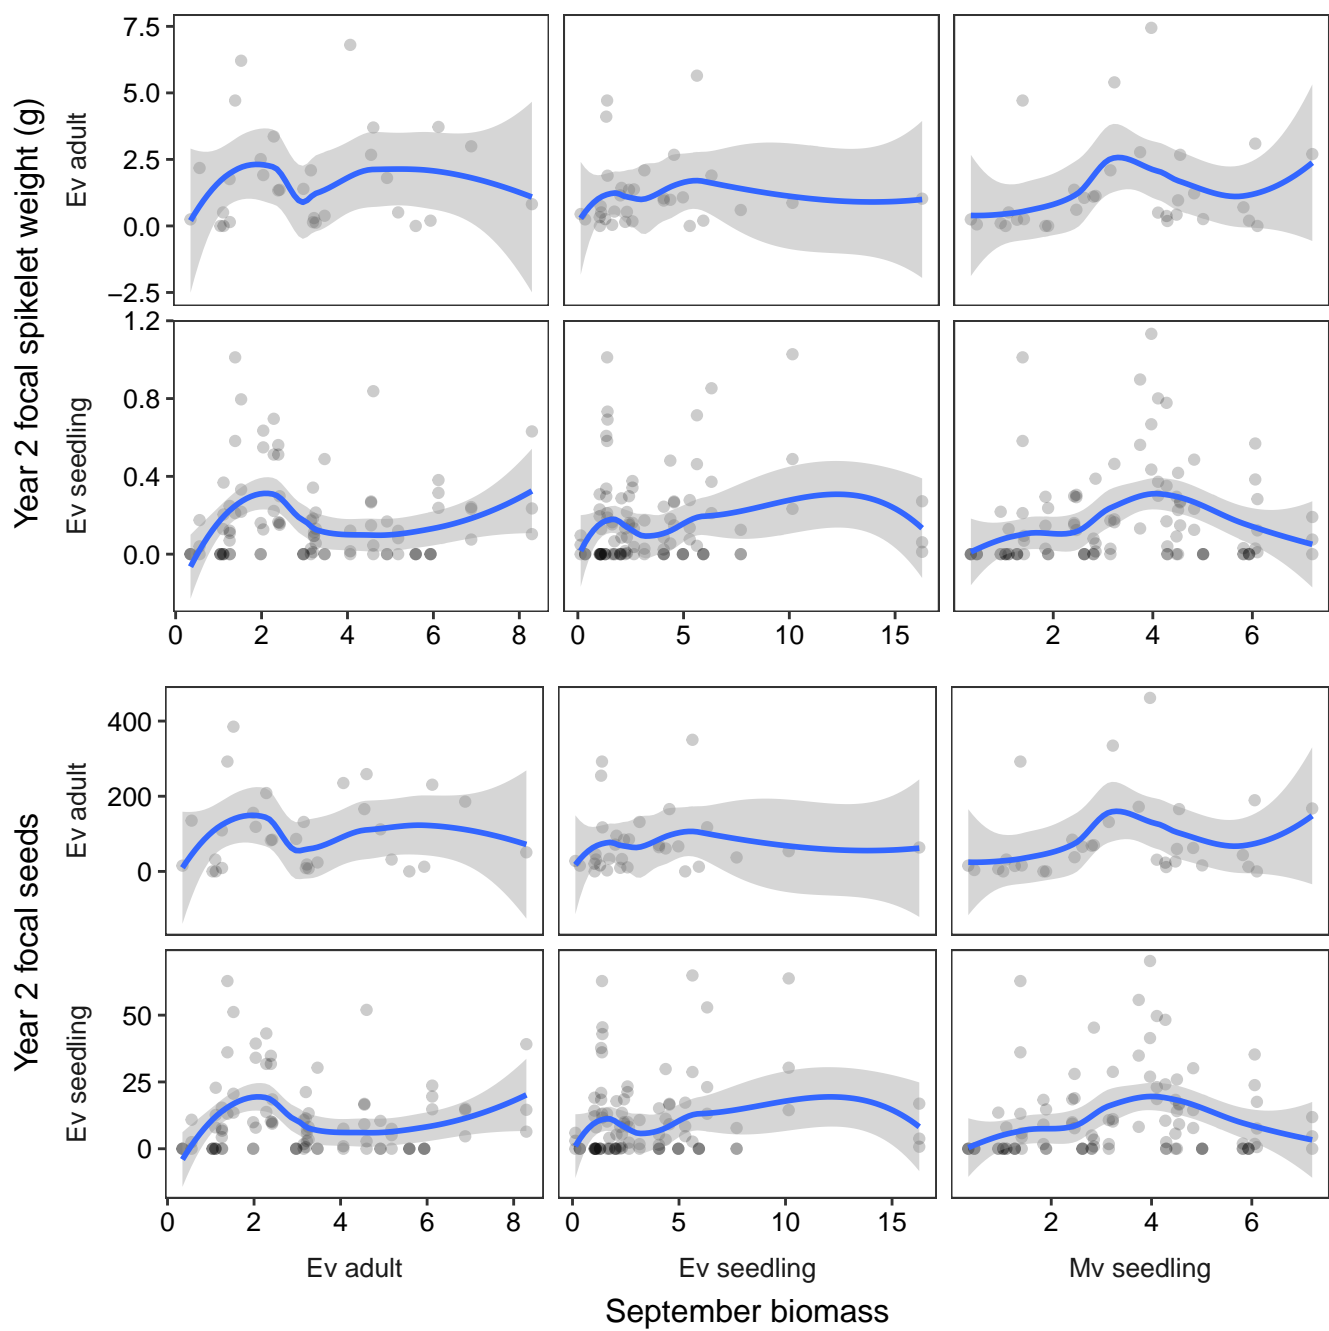 Year 2 focal spikelet weight (g)
Ev adult
7.5
5.0
2.5
0.0
−2.5
Ev seedling
1.2
0.8
0.4
0.0
0 2 4 6 8
0 5 10 15
2 4 6
Year 2 focal seeds
Ev adult
400
200
0
Ev seedling
50
25
0
0 2 4 6 8
0 5 10 15
2 4 6
Ev adult
Ev seedling
Mv seedling
September biomass